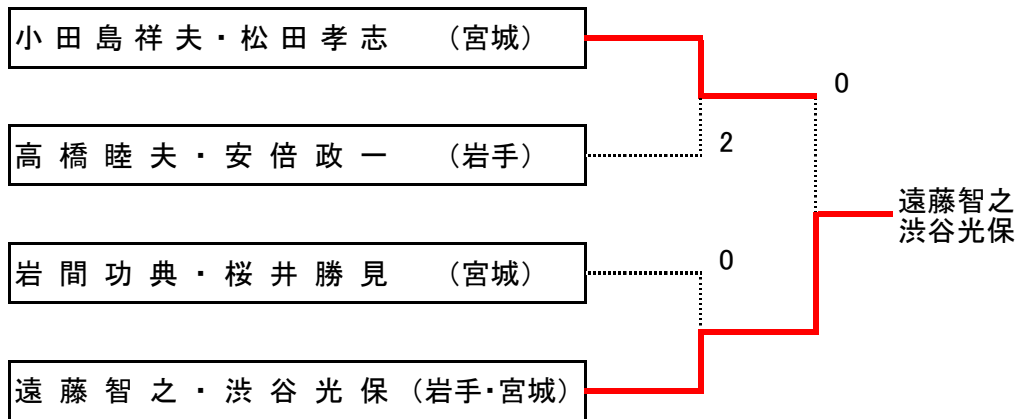 小田島祥夫・松田孝志 （宮城）
0
高橋睦夫・安倍政一 （岩手）
2
遠藤智之
渋谷光保
岩間功典・桜井勝見 （宮城）
0
遠藤智之・渋谷光保（岩手・宮城）